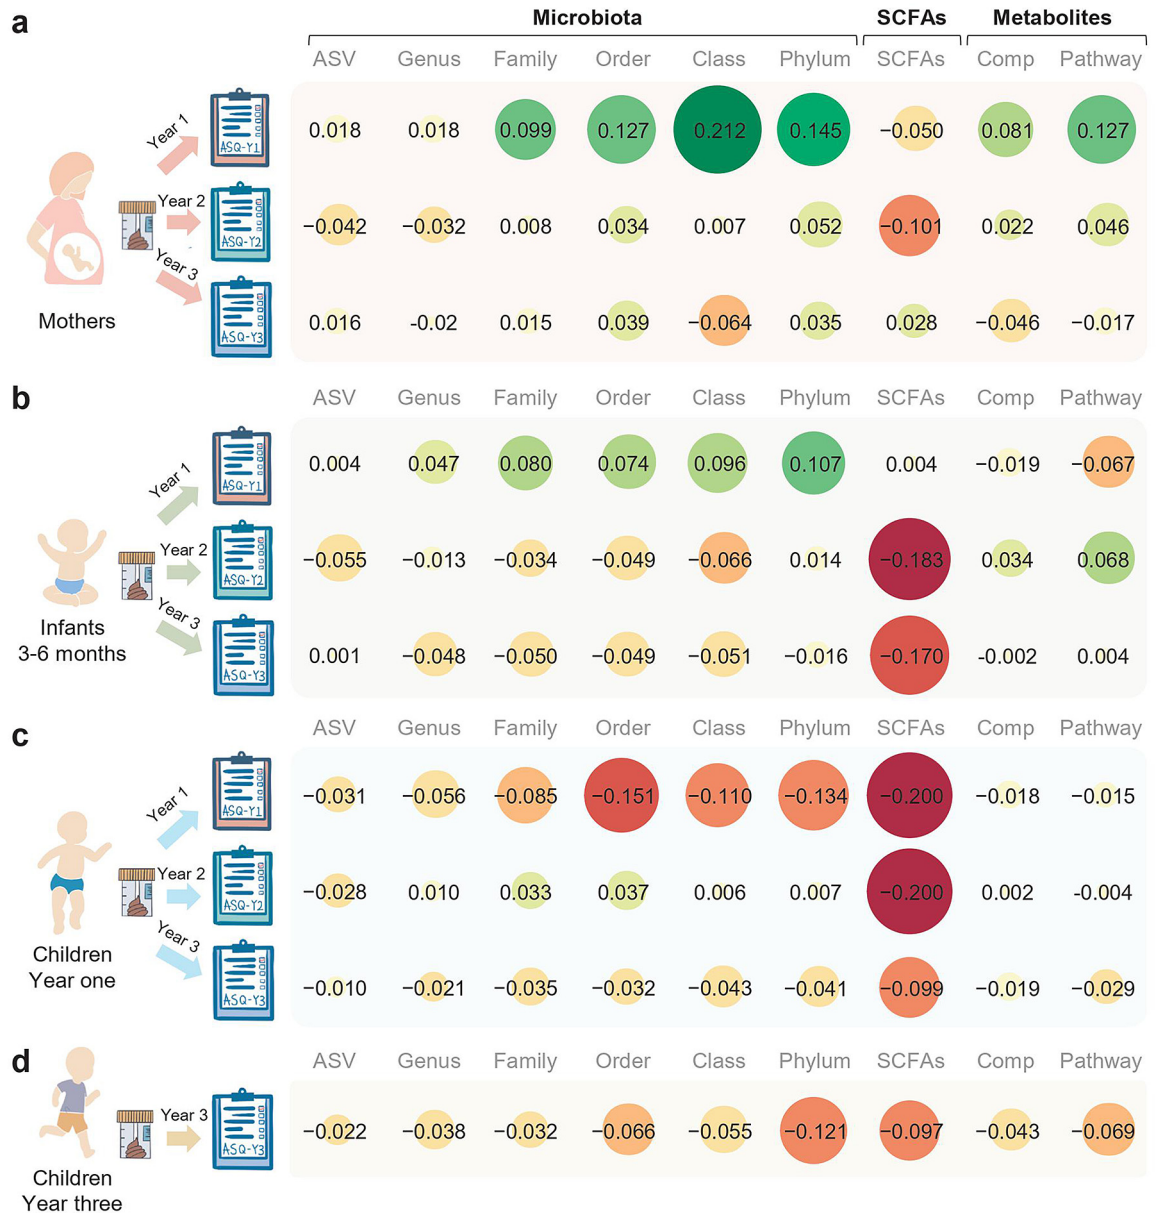 a
Microbiota SCFAs Metabolites
ASV Genus Family Order Class Phylum SCFAs Comp Pathway
Year 1
ASQ-Y1
0.018 0.018 0.099 0.127 0.212 0.145 −0.050 0.081 0.127
Year 2
ASQ-Y2
−0.042 −0.032 0.008 0.034 0.007 0.052 −0.101 0.022 0.046
Year 3
ASQ-Y3
Mothers
0.016 -0.02 0.015 0.039 −0.064 0.035 0.028 −0.046 −0.017
b
ASV Genus Family Order Class Phylum SCFAs Comp Pathway
Year 1
ASQ-Y1
0.004 0.047 0.080 0.074 0.096 0.107 0.004 −0.019 −0.067
Year 2
ASQ-Y2
−0.055 −0.013 −0.034 −0.049 −0.066 0.014 −0.183 0.034 0.068
Year 3
ASQ-Y3
Infants
3-6 months
0.001 −0.048 −0.050 −0.049 −0.051 −0.016 −0.170 -0.002 0.004
c
ASV Genus Family Order Class Phylum SCFAs Comp Pathway
Year 1
ASQ-Y1
−0.031 −0.056 −0.085 −0.151 −0.110 −0.134 −0.200 −0.018 −0.015
Year 2
ASQ-Y2
−0.028 0.010 0.033 0.037 0.006 0.007 −0.200 0.002 -0.004
Year 3
ASQ-Y3
Children
Year one
−0.010 −0.021 −0.035 −0.032 −0.043 −0.041 −0.099 −0.019 −0.029
d
ASV Genus Family Order Class Phylum SCFAs Comp Pathway
Year 3
ASQ-Y3
−0.022 −0.038 −0.032 −0.066 −0.055 −0.121 −0.097 −0.043 −0.069
Children
Year three